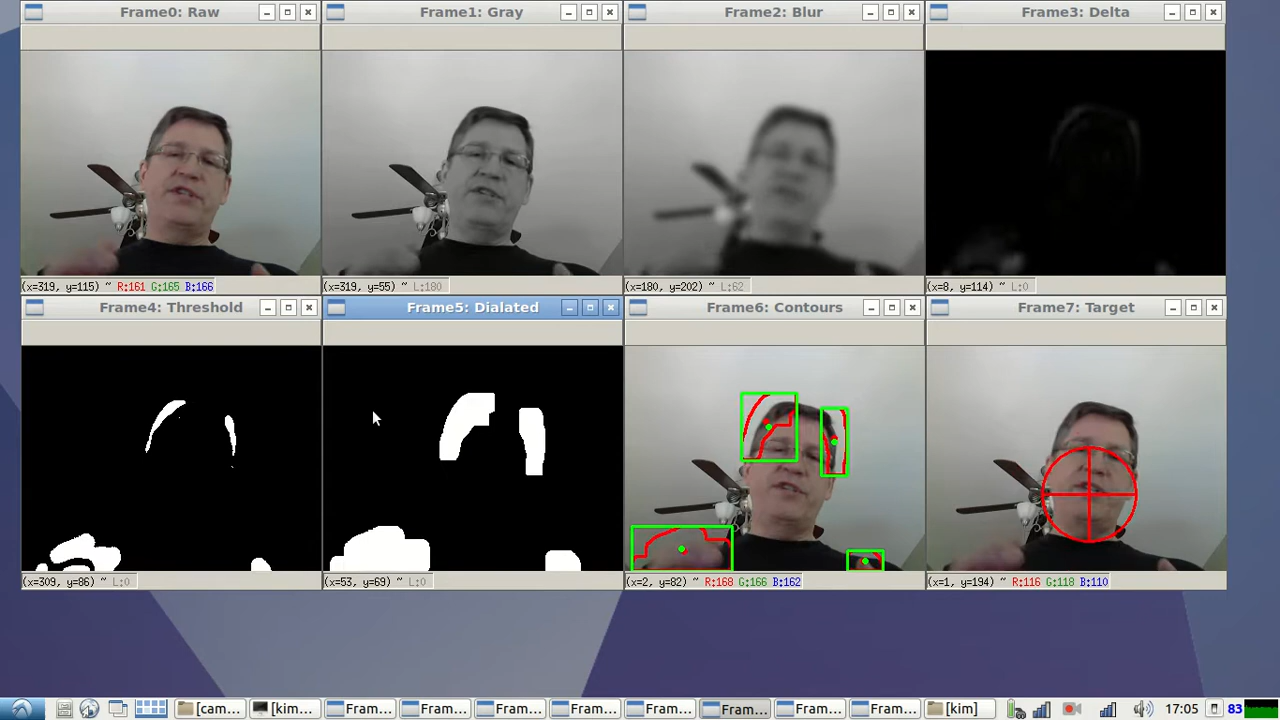 Frame0: Raw
Frame1: Gray
Frame2: Blur
Frame3: Delta
(x=319, y=115) ~ R:161 G:165 B:166
(x=319, y=55) ~ L:180
(x=180, y=202) ~ L:62
(x=8, y=114) ~ L:0
Frame4: Threshold
Frame5: Dialated
Frame6: Contours
Frame7: Target
(x=309, y=86) ~ L:0
(x=53, y=69) ~ L:0
(x=2, y=82) ~ R:168 G:166 B:162
(x=1, y=194) ~ R:116 G:118 B:110
[cam...
[kim...
Fram...
Fram...
Fram...
Fram...
Fram...
Fram...
Fram...
Fram...
[kim]
17:05
83